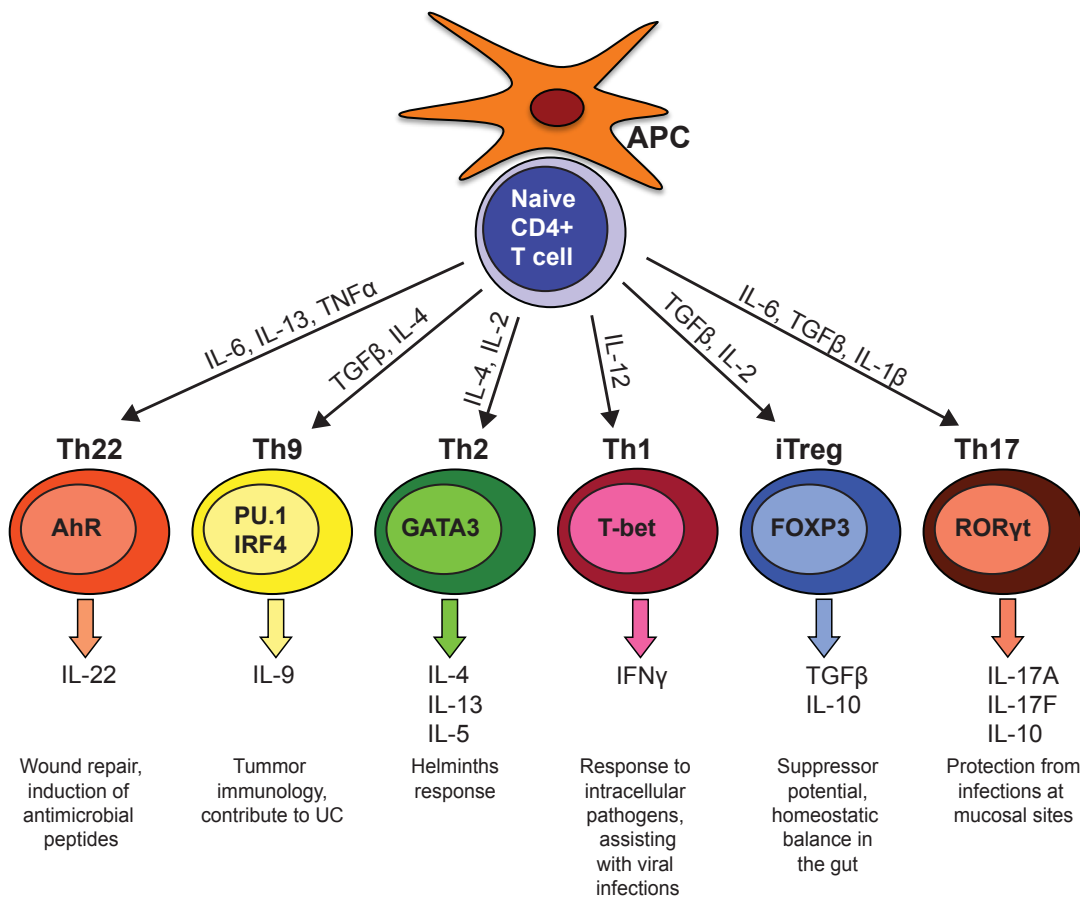 APC
Naive
CD4+
T cell
IL-6, IL-13, TNFα
TGFβ, IL-4
IL-4, IL-2
IL-12
TGFβ, IL-2
IL-6, TGFβ, IL-1β
Th22
Th9
Th2
Th1
iTreg
Th17
AhR
PU.1
IRF4
GATA3
T-bet
FOXP3
RORγt
IL-22
IL-9
IL-4
IL-13
IL-5
IFNγ
TGFβ
IL-10
IL-17A
IL-17F
IL-10
Wound repair,
induction of
antimicrobial
peptides
Tummor
immunology,
contribute to UC
Helminths
response
Response to
intracellular
pathogens,
assisting
with viral
infections
Suppressor
potential,
homeostatic
balance in
the gut
Protection from
infections at
mucosal sites